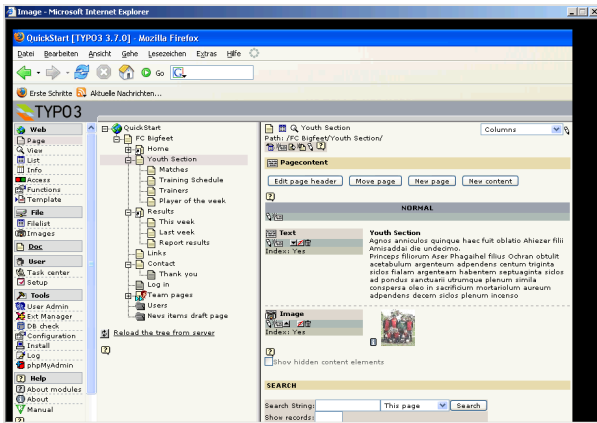 Image - Microsoft Internet Explorer
QuickStart [TYPO3 3.7.0] - Mozilla Firefox
Datei Bearbeiten Ansicht Gehe Lesezeichen Extras Hilfe
Go
Erste Schritte Aktuelle Nachrichten...
TYPO3
Web
Page
View
List
Info
Access
Functions
Template
File
Filelist
Images
Doc
User
Task center
Setup
Tools
User Admin
Ext Manager
DB check
Configuration
Install
Log
phpMyAdmin
Help
About modules
About
Manual
QuickStart
FC Bigfeet
Home
Youth Section
Matches
Training Schedule
Trainers
Player of the week
Results
This week
Last week
Report results
Links
Contact
Thank you
Log in
Team pages
Users
News items draft page
Reload the tree from server
Youth Section
Columns
Path: /FC Bigfeet/Youth Section/
Pagecontent
Edit page header Move page New page New content
NORMAL
Text
Index: Yes
Youth Section
Agnos anniculos quinque haec fuit oblatio Ahiezer filii
Amisaddai die undecimo.
Princeps filiorum Aser Phagaihel filius Ochran obtulit
acetabulum argenteum adpendens centum triginta
siclos fialam argenteam habentem septuaginta siclos
ad pondus sanctuarii utrumque plenum simila
conspersa oleo in sacrificium mortariolum aureum
adpendens decem siclos plenum incenso
Image
Index: Yes
Show hidden content elements
SEARCH
Search String: This page Search
Show records: